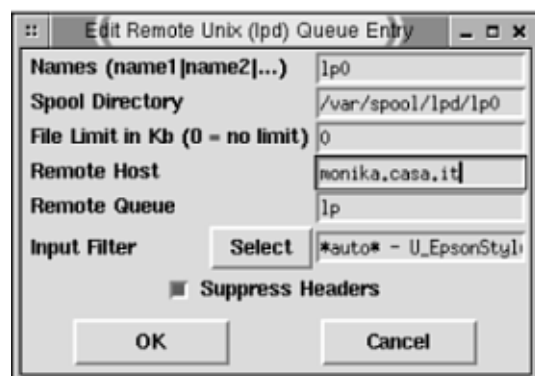 Edit Remote Unix (lpd) Queue Entry
Names (name1|name2|...) lp0
Spool Directory /var/spool/lpd/lp0
File Limit in Kb (0 = no limit) 0
Remote Host monika.casa.it
Remote Queue lp
Input Filter Select *auto* - U_EpsonStyl
Suppress Headers
OK Cancel